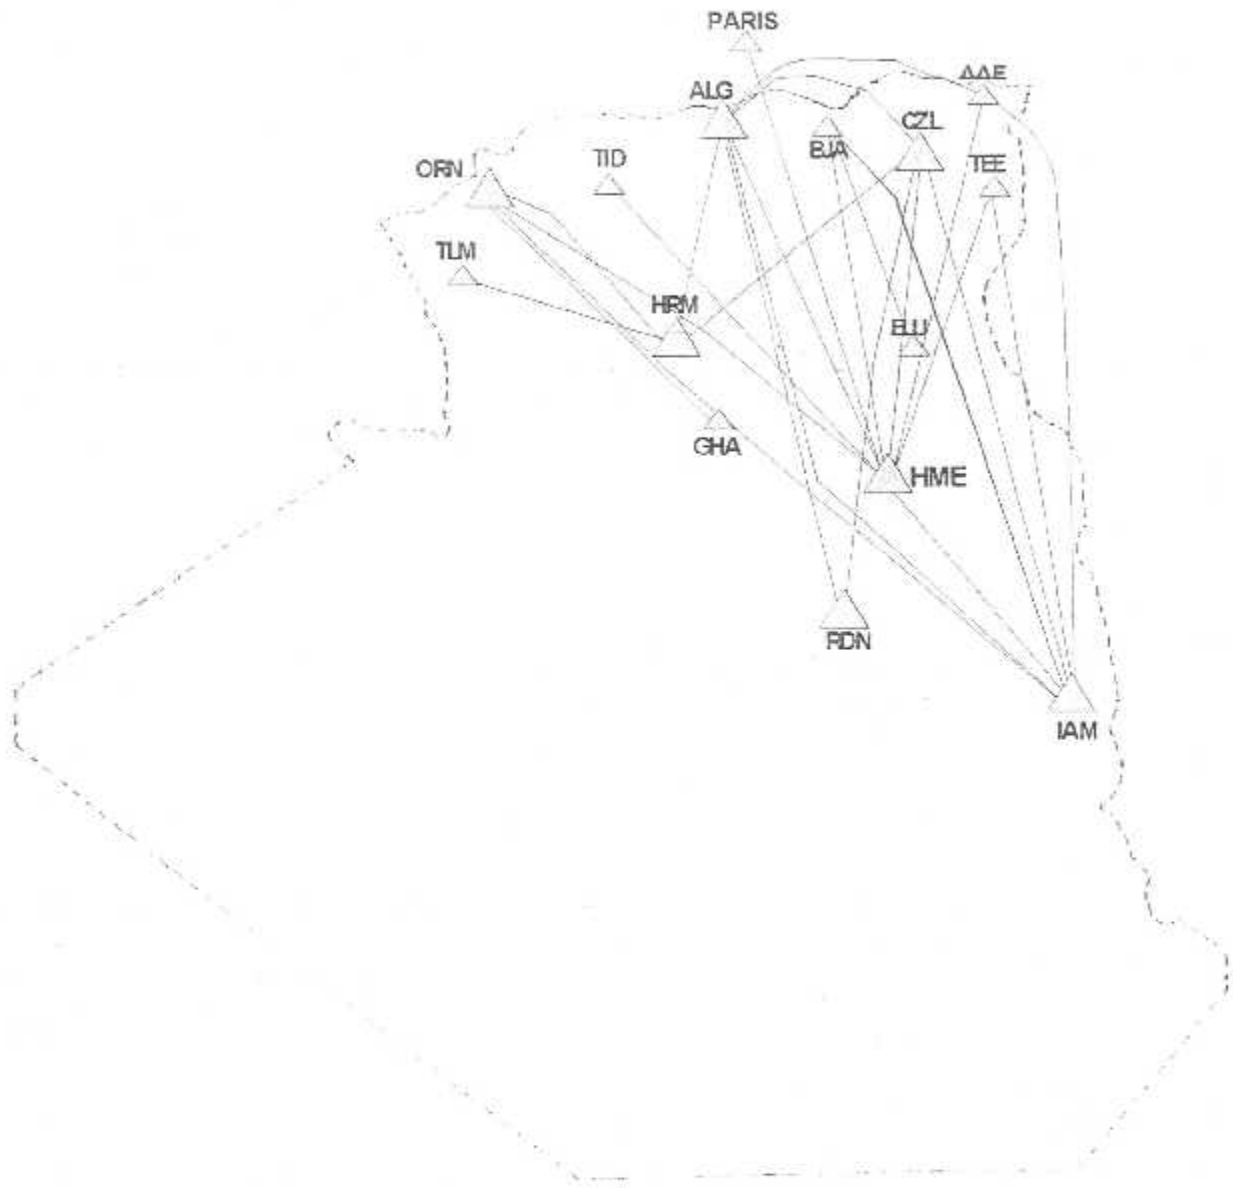 PARIS
ALG
AAE
CZL
BJA
TID
ORN
TEE
TLM
HRM
ELU
GHA
HME
RDN
IAM